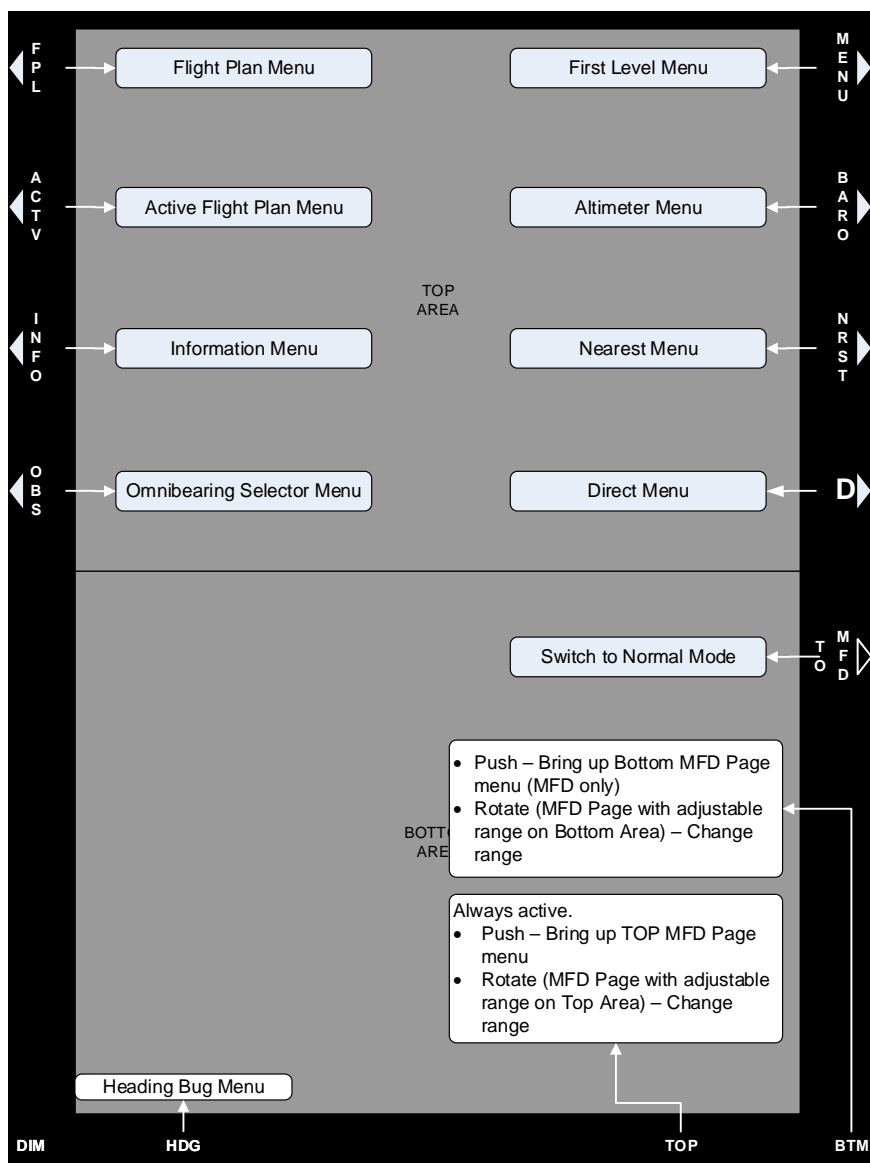 FPL
Flight Plan Menu
First Level Menu
MENU
ACTV
Active Flight Plan Menu
Altimeter Menu
BARO
TOP
AREA
INFO
Information Menu
Nearest Menu
NRST
OBS
Omnibearing Selector Menu
Direct Menu
D
Switch to Normal Mode
TO
MFD
• Push – Bring up Bottom MFD Page
menu (MFD only)
• Rotate (MFD Page with adjustable
range on Bottom Area) – Change
range
BOTTO
ARE
Always active.
• Push – Bring up TOP MFD Page
menu
• Rotate (MFD Page with adjustable
range on Top Area) – Change
range
Heading Bug Menu
DIM
HDG
TOP
BTM